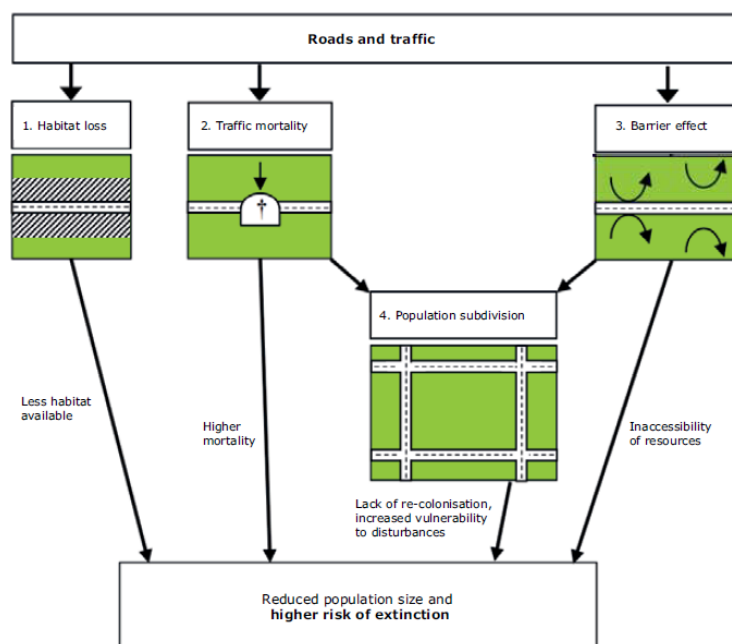 Roads and traffic
1. Habitat loss
2. Traffic mortality
3. Barrier effect
†
4. Population subdivision
Less habitat
available
Higher
mortality
Inaccessibility
of resources
Lack of re-colonisation,
increased vulnerability
to disturbances
Reduced population size and
higher risk of extinction